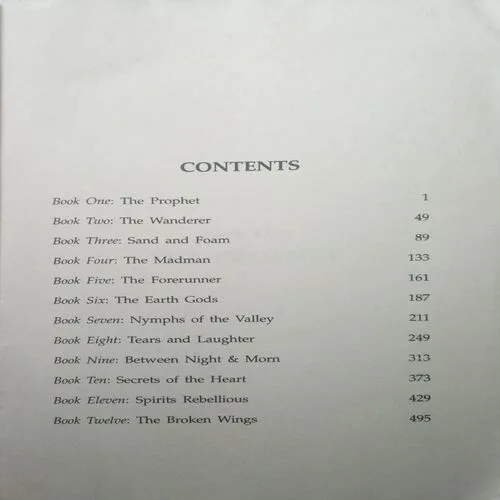 CONTENTS
Book One: The Prophet 1
Book Two: The Wanderer 49
Book Three: Sand and Foam 89
Book Four: The Madman 133
Book Five: The Forerunner 161
Book Six: The Earth Gods 187
Book Seven: Nymphs of the Valley 211
Book Eight: Tears and Laughter 249
Book Nine: Between Night & Morn 313
Book Ten: Secrets of the Heart 373
Book Eleven: Spirits Rebellious 429
Book Twelve: The Broken Wings 495